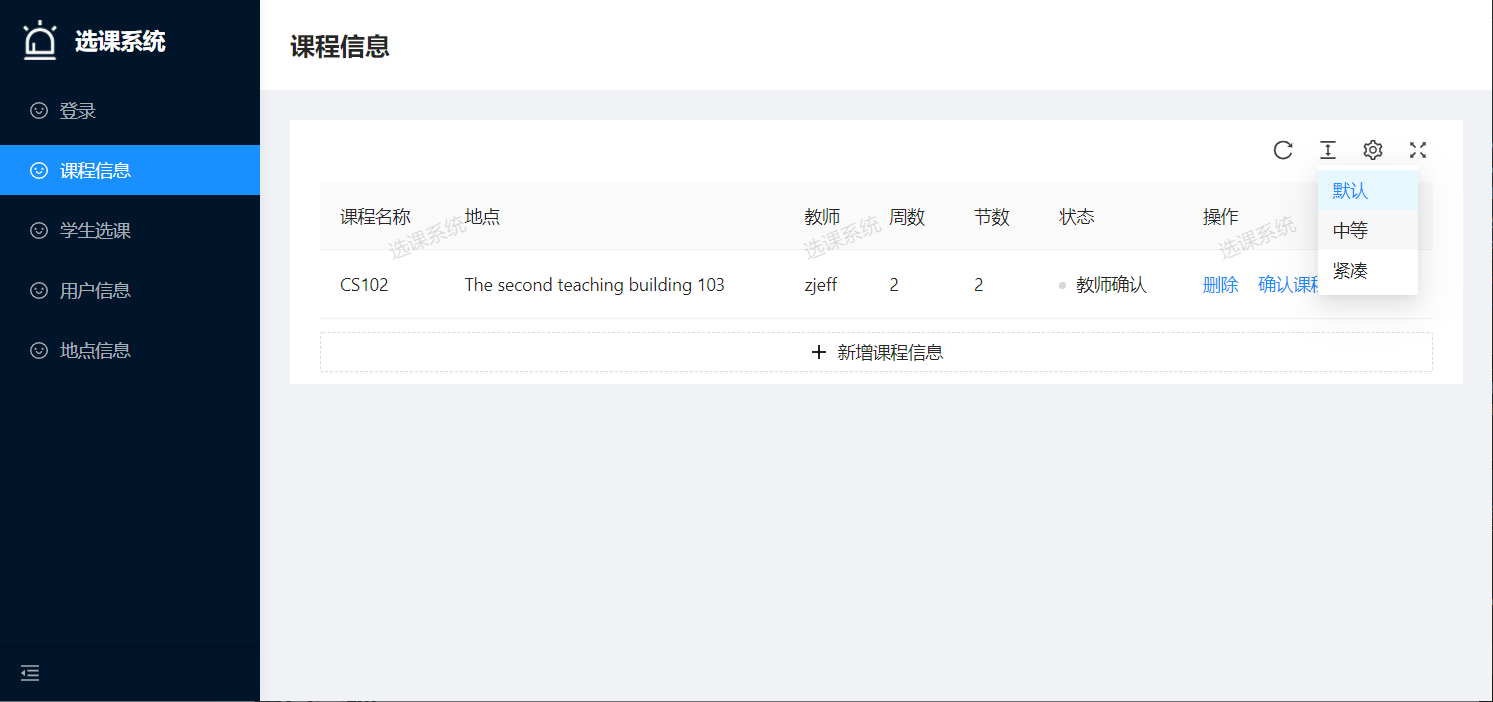 选课系统
课程信息
登录
课程信息
学生选课
用户信息
地点信息
默认
中等
紧凑
课程名称 地点 教师 周数 节数 状态 操作
选课系统 选课系统 选课系统
CS102 The second teaching building 103 zjeff 2 2 教师确认 删除 确认课程
新增课程信息